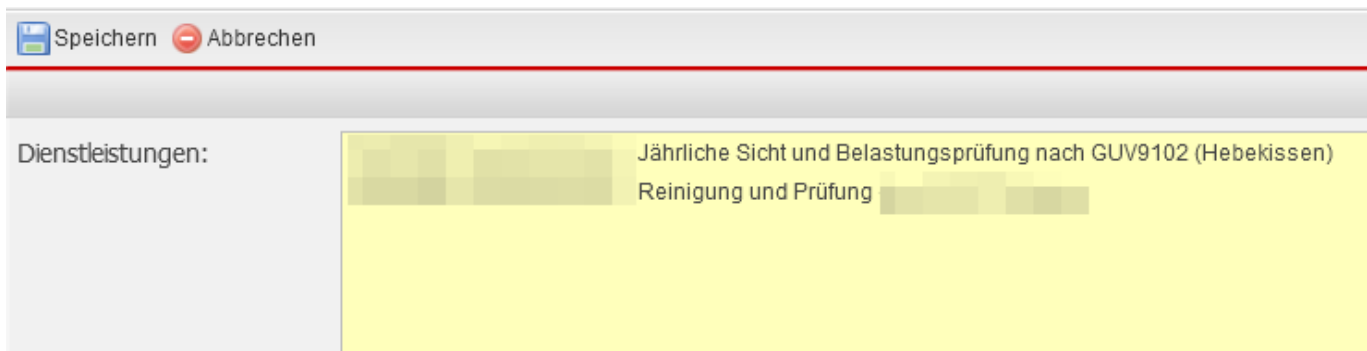 Speichern Abbrechen
Dienstleistungen:
Jährliche Sicht und Belastungsprüfung nach GUV9102 (Hebekissen)
Reinigung und Prüfung